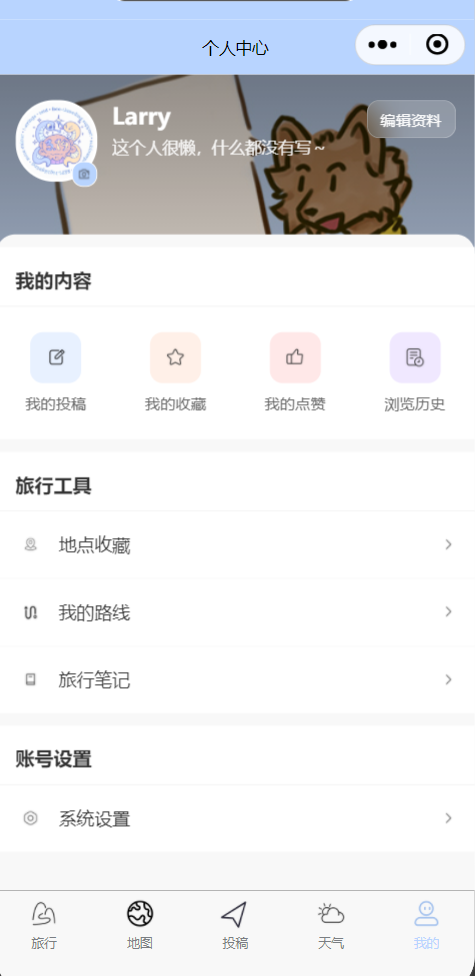 个人中心
Larry
编辑资料
这个人很懒，什么都没有写～
我的内容
我的投稿
我的收藏
我的点赞
浏览历史
旅行工具
地点收藏
我的路线
旅行笔记
账号设置
系统设置
旅行
地图
投稿
天气
我的